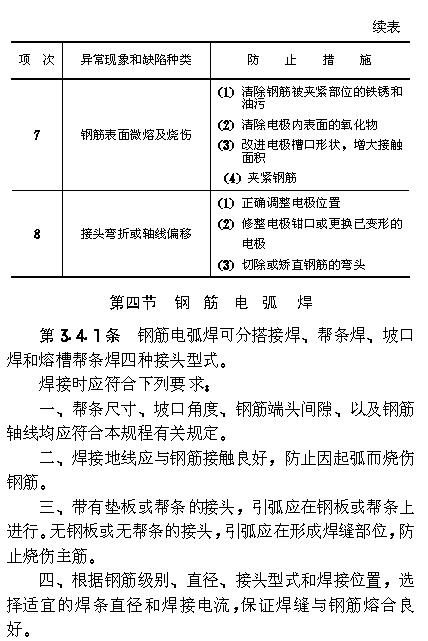 续表
项 次 异常现象和缺陷种类 防 止 措 施
7 钢筋表面微熔及烧伤
(1) 清除钢筋被夹紧部位的铁锈和
油污
(2) 清除电极内表面的氧化物
(3) 改进电极槽口形状，增大接触
面积
(4) 夹紧钢筋
8 接头弯折或轴线偏移
(1) 正确调整电极位置
(2) 修整电极钳口或更换已变形的
电极
(3) 切除或矫直钢筋的弯头
第四节 钢 筋 电 弧 焊
第 3.4.1 条 钢筋电弧焊可分搭接焊、帮条焊、坡口
焊和熔槽帮条焊四种接头型式。
焊接时应符合下列要求：
一、帮条尺寸、坡口角度、钢筋端头间隙、以及钢筋
轴线均应符合本规程有关规定。
二、焊接地线应与钢筋接触良好，防止因起弧而烧伤
钢筋。
三、带有垫板或帮条的接头，引弧应在钢板或帮条上
进行。无钢板或无帮条的接头，引弧应在形成焊缝部位，防
止烧伤主筋。
四、根据钢筋级别、直径、接头型式和焊接位置，选
择适宜的焊条直径和焊接电流，保证焊缝与钢筋熔合良
好。